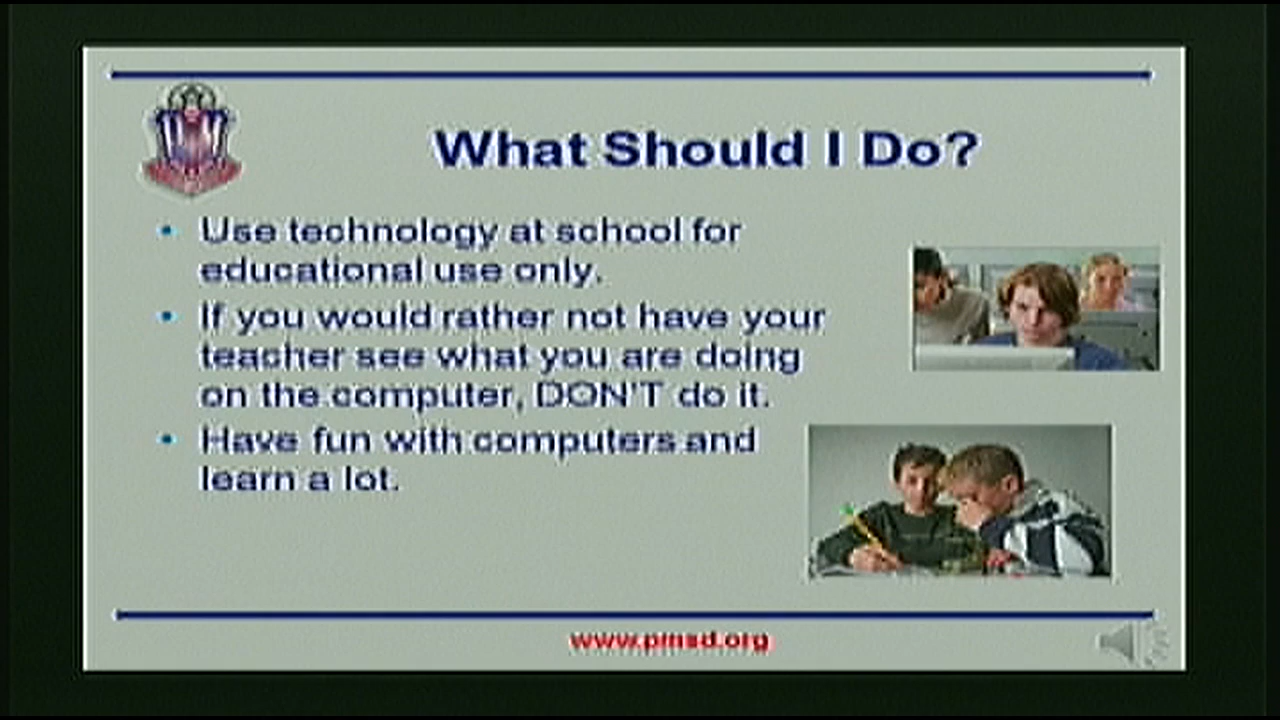 What Should I Do?
• Use technology at school for
educational use only.
• If you would rather not have your
teacher see what you are doing
on the computer, DON'T do it.
• Have fun with computers and
learn a lot.
www.pmsd.org